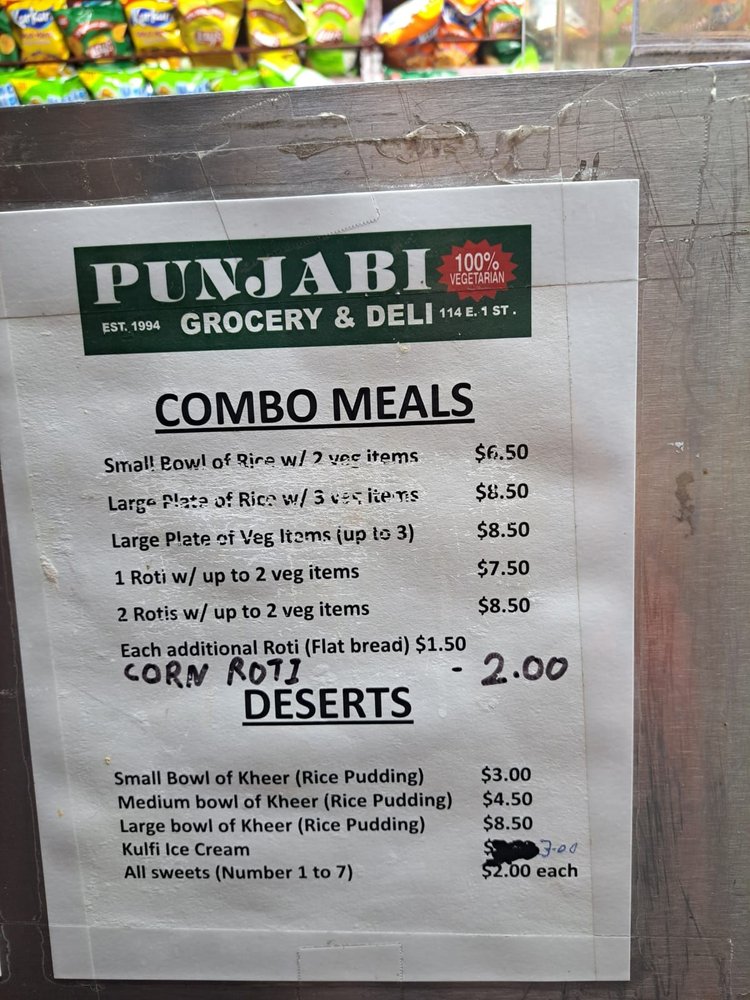 PUNJABI
100%
VEGETARIAN
EST. 1994 GROCERY & DELI 114 E. 1 ST.
COMBO MEALS
Small Bowl of Rice w/ 2 veg items $6.50
Large Plate of Rice w/ 3 veg items $8.50
Large Plate of Veg Items (up to 3) $8.50
1 Roti w/ up to 2 veg items $7.50
2 Rotis w/ up to 2 veg items $8.50
Each additional Roti (Flat bread) $1.50
CORN ROTI - 2.00
DESERTS
Small Bowl of Kheer (Rice Pudding) $3.00
Medium bowl of Kheer (Rice Pudding) $4.50
Large bowl of Kheer (Rice Pudding) $8.50
Kulfi Ice Cream $ 3.00
All sweets (Number 1 to 7) $2.00 each